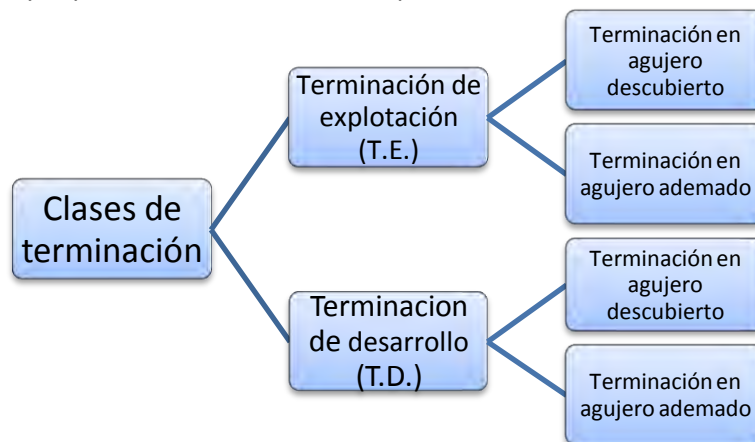 Terminación en
agujero
descubierto
Terminación de
explotación
(T.E.)
Terminación en
agujero ademado
Clases de
terminación
Terminación en
agujero
descubierto
Terminacion
de desarrollo
(T.D.)
Terminación en
agujero ademado